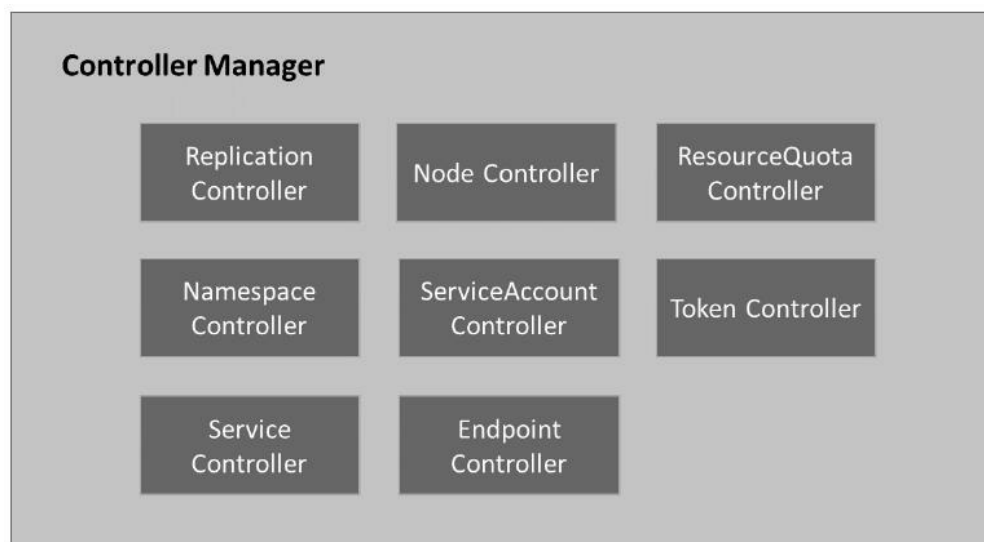 Controller Manager
Replication
Controller
Node Controller
ResourceQuota
Controller
Namespace
Controller
ServiceAccount
Controller
Token Controller
Service
Controller
Endpoint
Controller